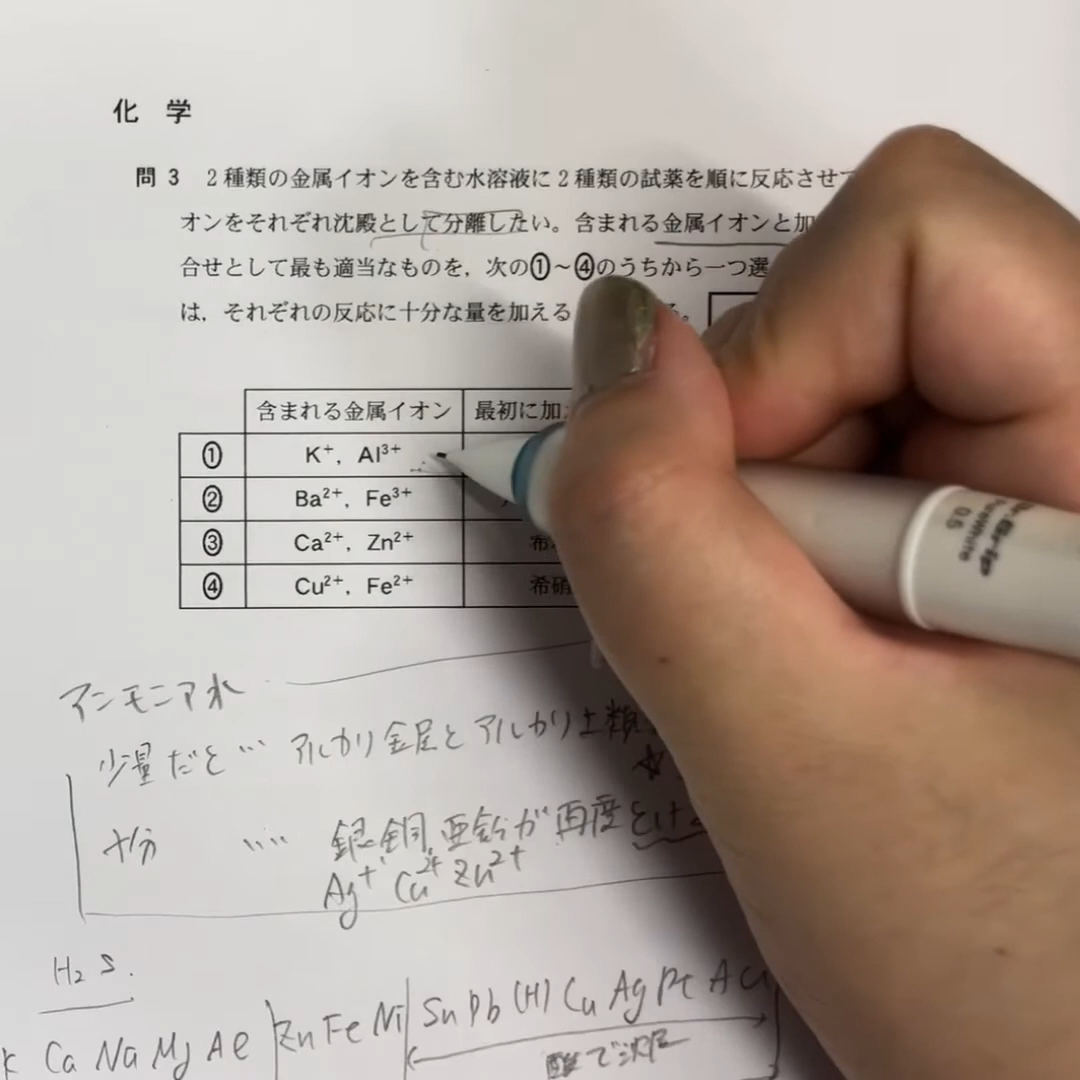 化 学
問 3 2種類の金属イオンを含む水溶液に2種類の試薬を順に反応させて
オンをそれぞれ沈殿として分離したい。含まれる金属イオンと加
合せとして最も適当なものを，次の①～④のうちから一つ選
は，それぞれの反応に十分な量を加える る。
含まれる金属イオン 最初に加
① K⁺，Al³⁺
② Ba²⁺，Fe³⁺
③ Ca²⁺，Zn²⁺ 希
④ Cu²⁺，Fe²⁺ 希硝
アンモニア水
少量だと… アルカリ金属とアルカリ土類
十分 … 銀,銅,亜鉛が再度とけ
Ag⁺ Cu²⁺ Zn²⁺
H₂S.
K Ca Na Mg Al Zn Fe Ni Sn Pb (H) Cu Ag Pt Au
酸で沈殿
0.5